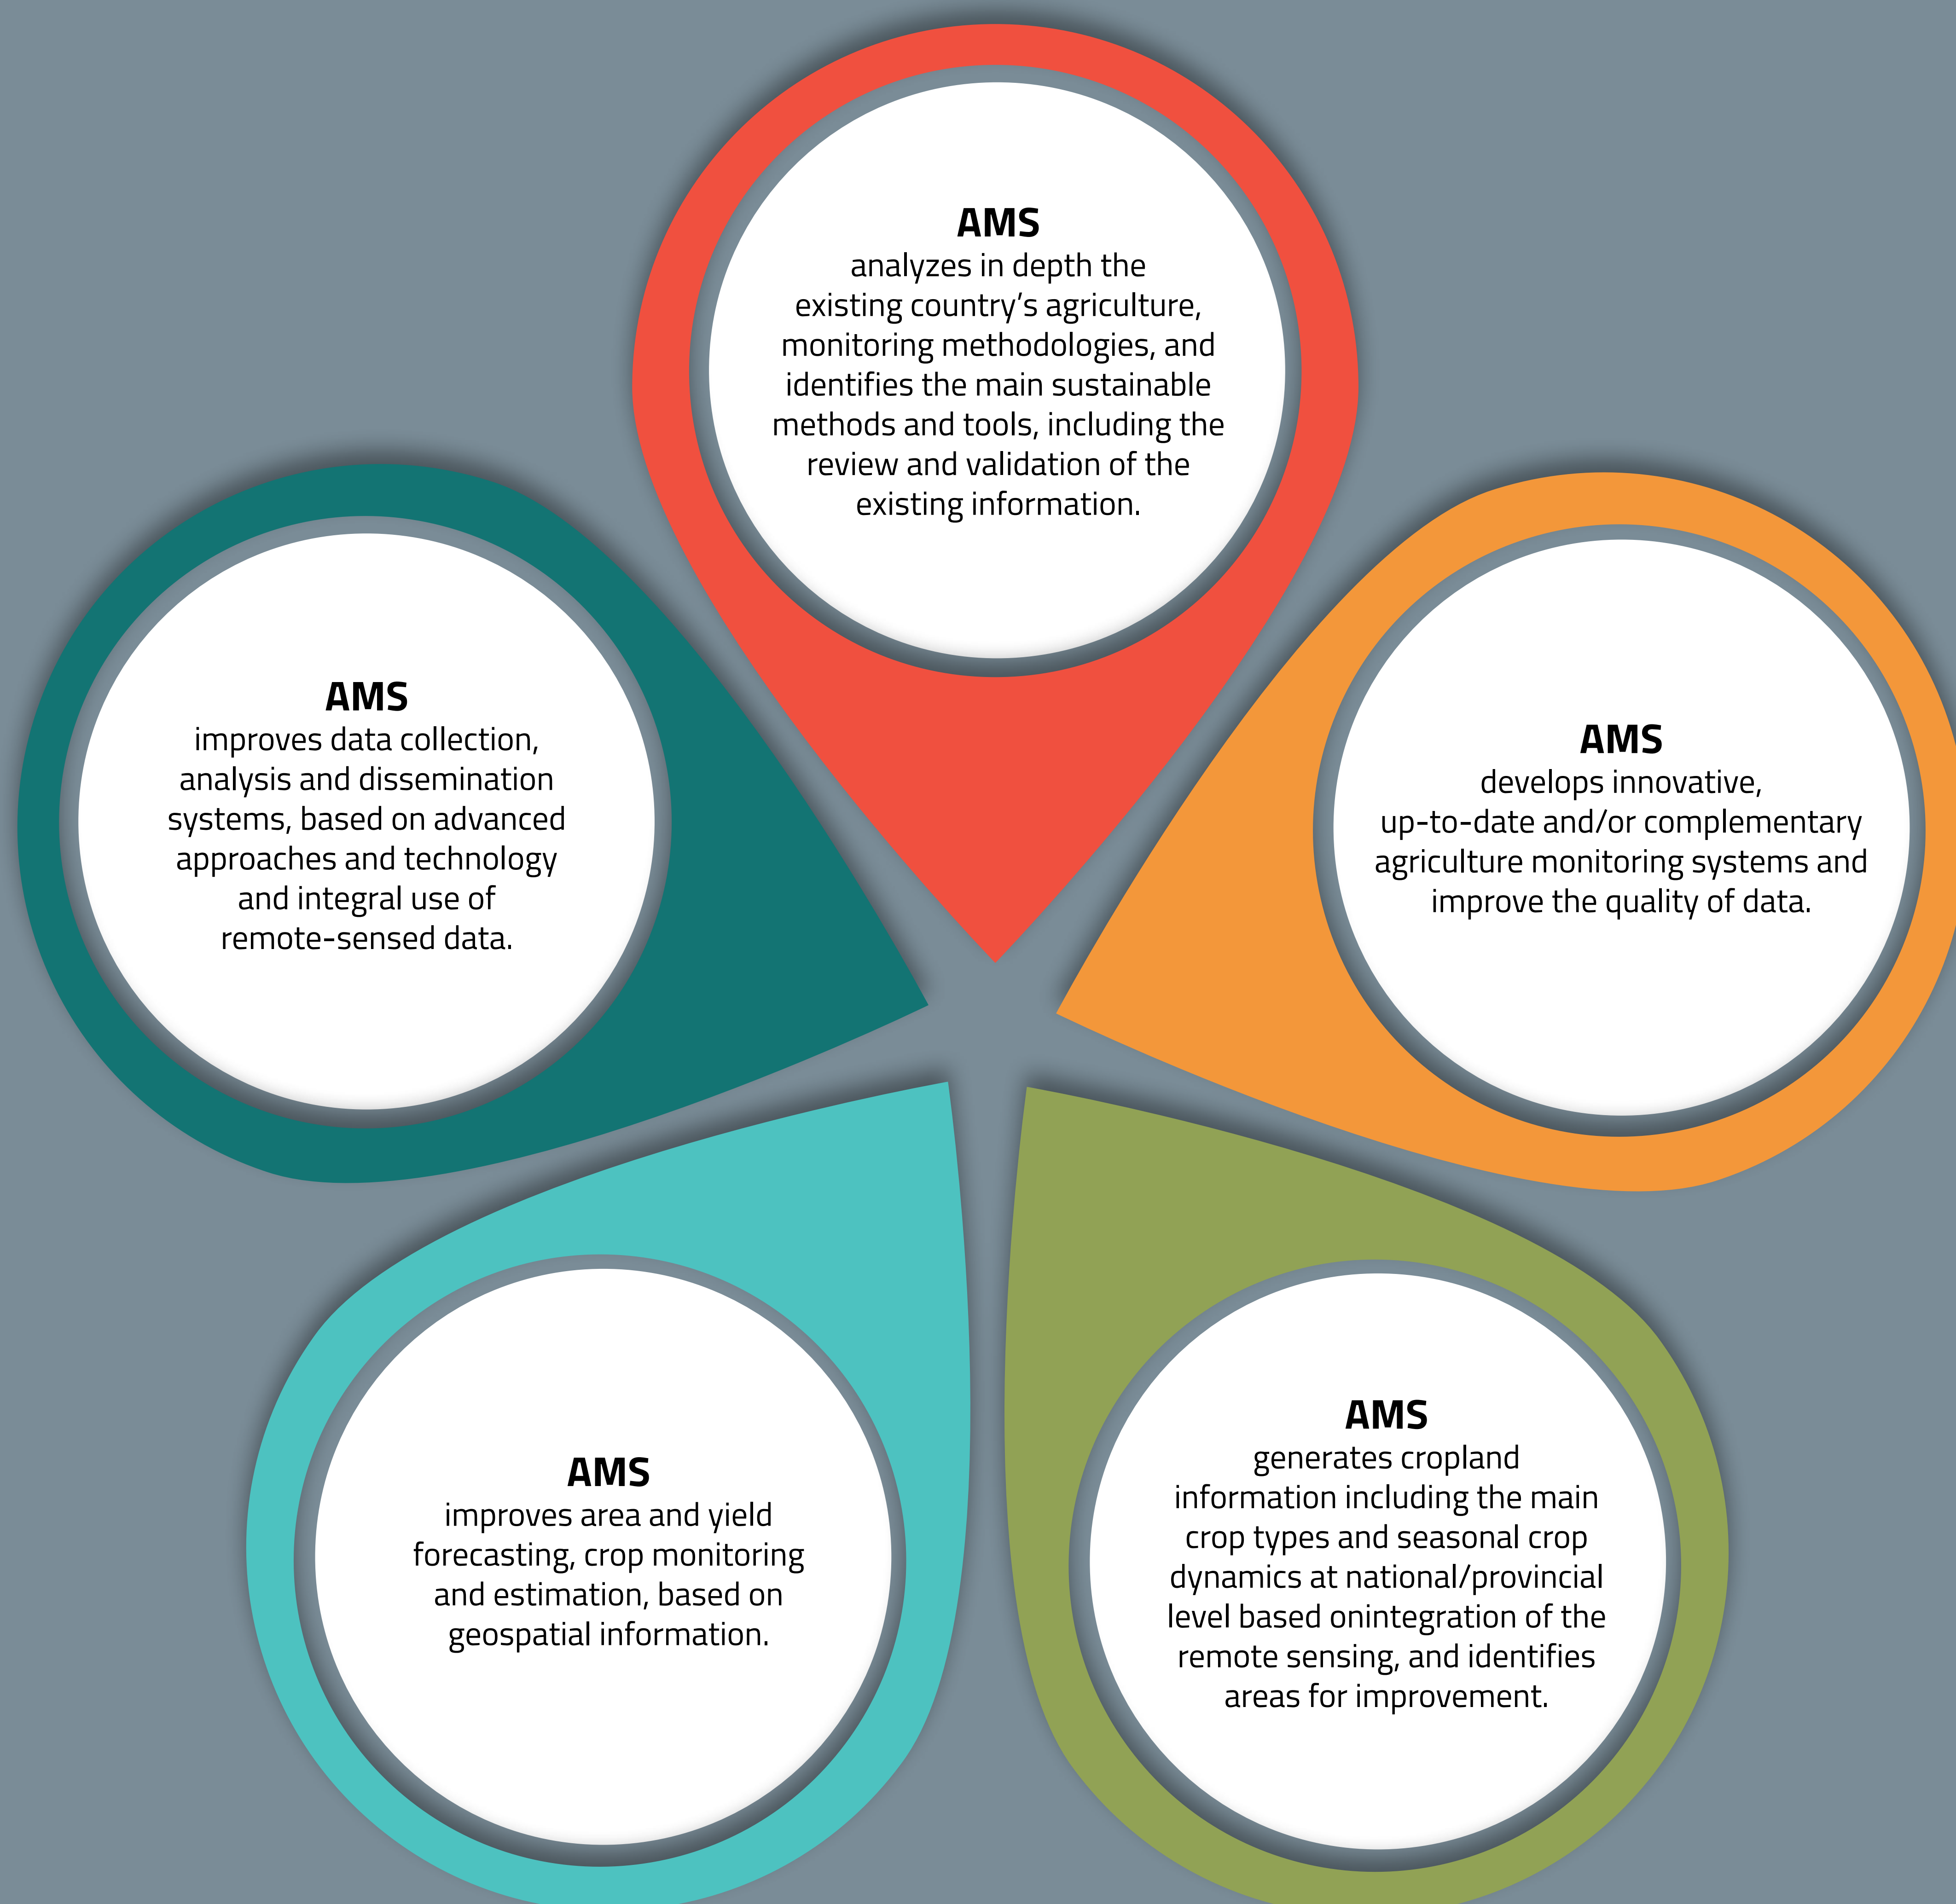 AMS
analyzes in depth the
existing country's agriculture,
monitoring methodologies, and
identifies the main sustainable
methods and tools, including the
review and validation of the
existing information.
AMS
improves data collection,
analysis and dissemination
systems, based on advanced
approaches and technology
and integral use of
remote-sensed data.
AMS
develops innovative,
up-to-date and/or complementary
agriculture monitoring systems and
improve the quality of data.
AMS
improves area and yield
forecasting, crop monitoring
and estimation, based on
geospatial information.
AMS
generates cropland
information including the main
crop types and seasonal crop
dynamics at national/provincial
level based onintegration of the
remote sensing, and identifies
areas for improvement.